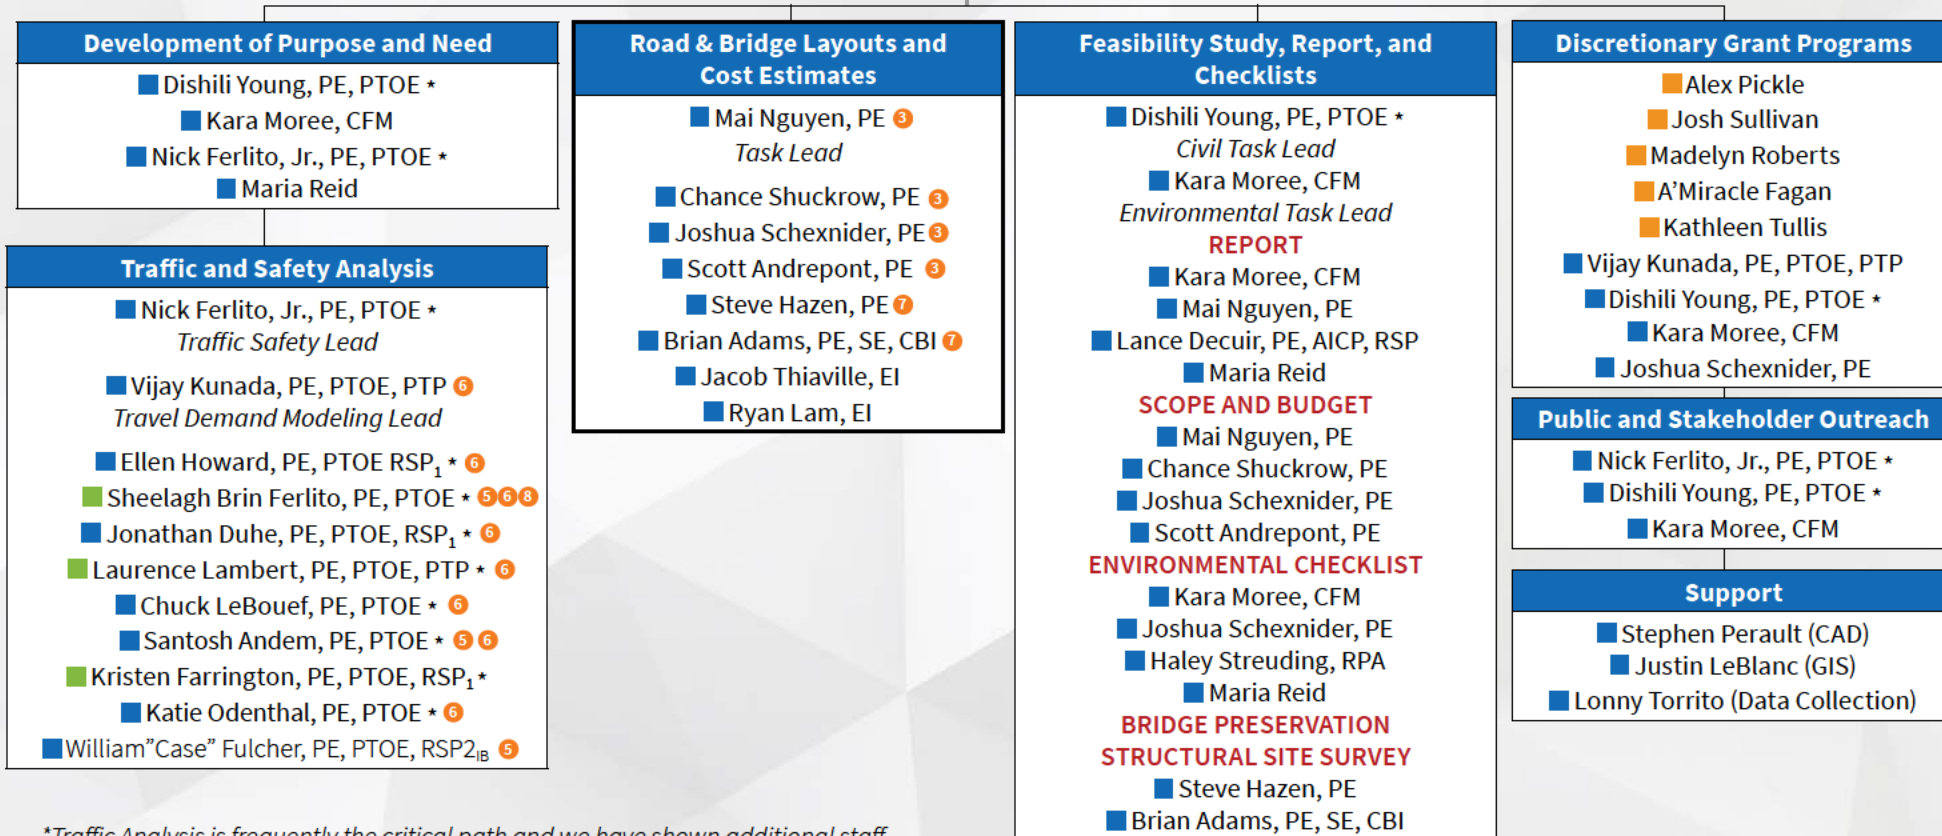 Development of Purpose and Need
Dishili Young, PE, PTOE *
Kara Moree, CFM
Nick Ferlito, Jr., PE, PTOE *
Maria Reid
Traffic and Safety Analysis
Nick Ferlito, Jr., PE, PTOE *
Traffic Safety Lead
Vijay Kunada, PE, PTOE, PTP 6
Travel Demand Modeling Lead
Ellen Howard, PE, PTOE RSP1 * 6
Sheelagh Brin Ferlito, PE, PTOE * 5 6 8
Jonathan Duhe, PE, PTOE, RSP1 * 6
Laurence Lambert, PE, PTOE, PTP * 6
Chuck LeBouef, PE, PTOE * 6
Santosh Andem, PE, PTOE * 5 6
Kristen Farrington, PE, PTOE, RSP1 *
Katie Odenthal, PE, PTOE * 6
William"Case" Fulcher, PE, PTOE, RSP2IB 5
Road & Bridge Layouts and
Cost Estimates
Mai Nguyen, PE 3
Task Lead
Chance Shuckrow, PE 3
Joshua Schexnider, PE 3
Scott Andrepont, PE 3
Steve Hazen, PE 7
Brian Adams, PE, SE, CBI 7
Jacob Thiaville, EI
Ryan Lam, EI
Feasibility Study, Report, and
Checklists
Dishili Young, PE, PTOE *
Civil Task Lead
Kara Moree, CFM
Environmental Task Lead
REPORT
Kara Moree, CFM
Mai Nguyen, PE
Lance Decuir, PE, AICP, RSP
Maria Reid
SCOPE AND BUDGET
Mai Nguyen, PE
Chance Shuckrow, PE
Joshua Schexnider, PE
Scott Andrepont, PE
ENVIRONMENTAL CHECKLIST
Kara Moree, CFM
Joshua Schexnider, PE
Haley Streuding, RPA
Maria Reid
BRIDGE PRESERVATION
STRUCTURAL SITE SURVEY
Steve Hazen, PE
Brian Adams, PE, SE, CBI
Discretionary Grant Programs
Alex Pickle
Josh Sullivan
Madelyn Roberts
A'Miracle Fagan
Kathleen Tullis
Vijay Kunada, PE, PTOE, PTP
Dishili Young, PE, PTOE *
Kara Moree, CFM
Joshua Schexnider, PE
Public and Stakeholder Outreach
Nick Ferlito, Jr., PE, PTOE *
Dishili Young, PE, PTOE *
Kara Moree, CFM
Support
Stephen Perault (CAD)
Justin LeBlanc (GIS)
Lonny Torrito (Data Collection)
*Traffic Analysis is frequently the critical path and we have shown additional staff